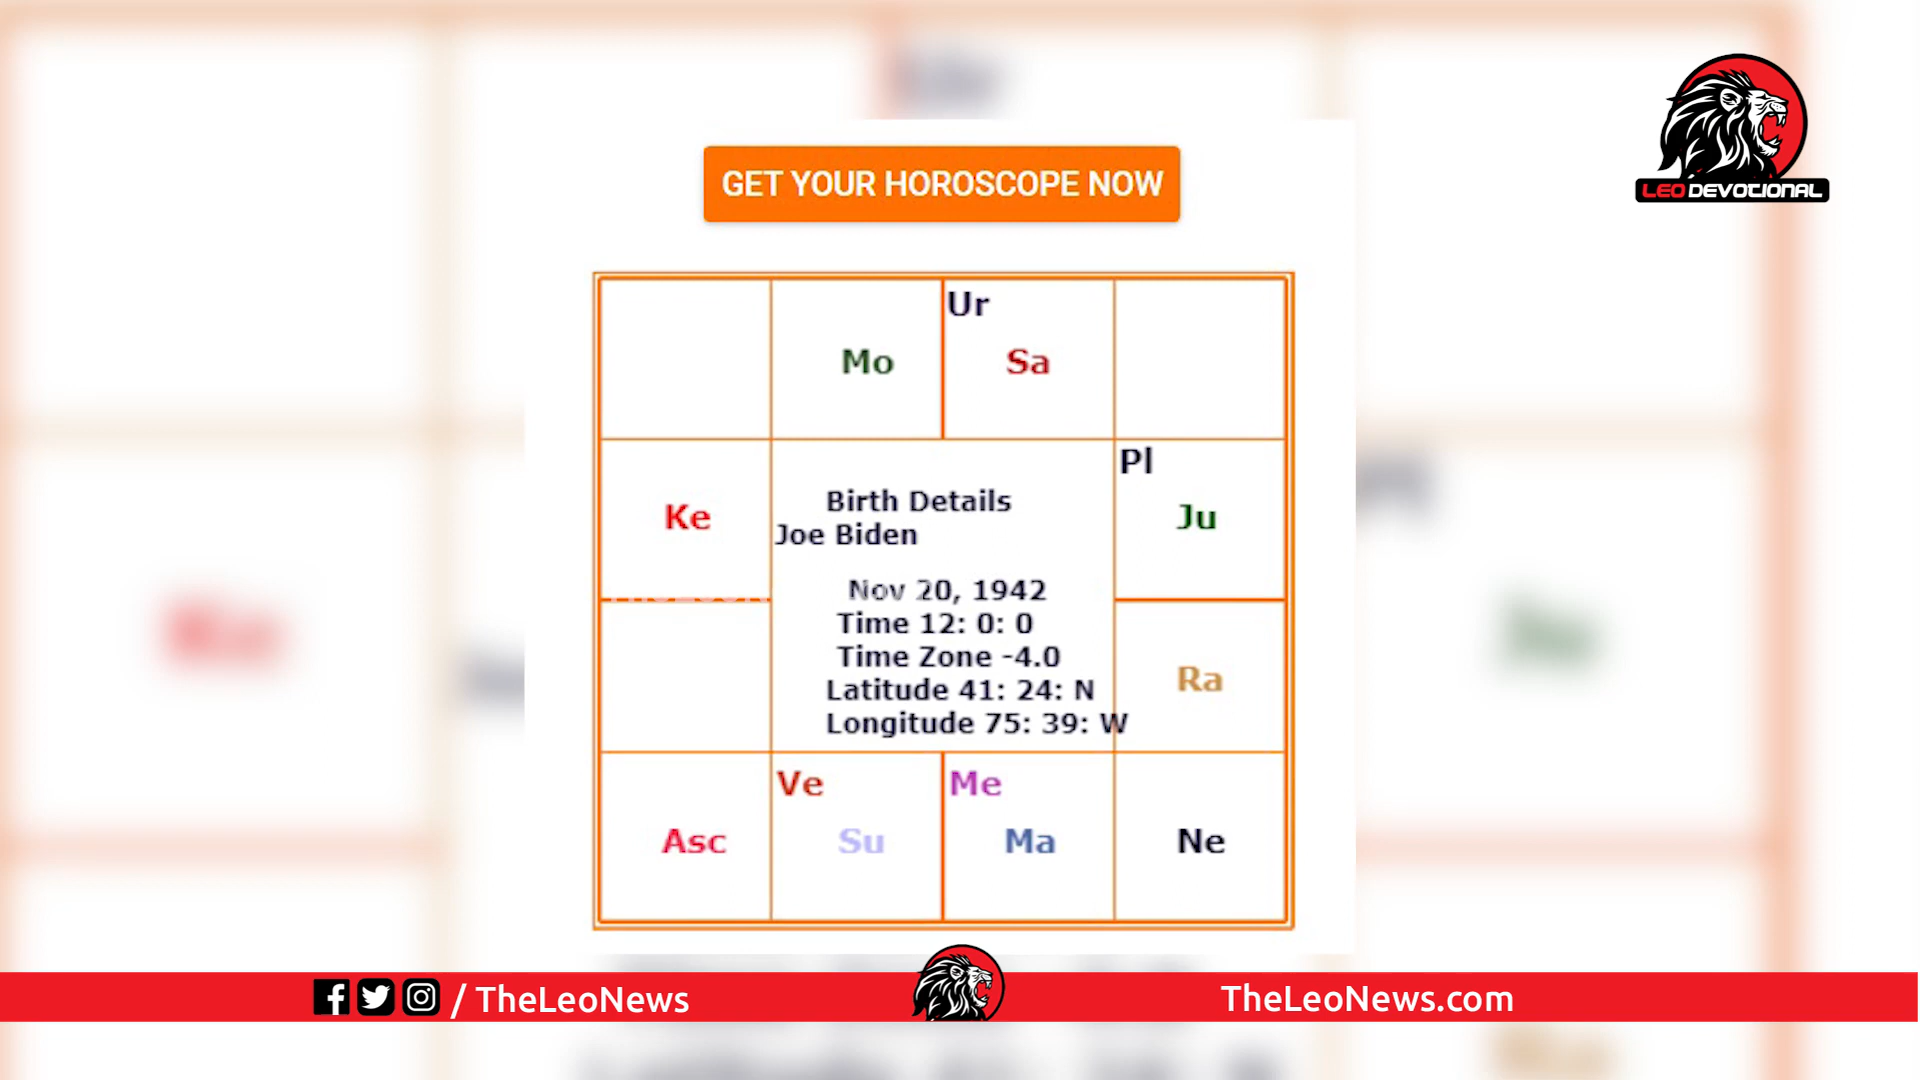 LEO DEVOTIONAL
GET YOUR HOROSCOPE NOW
Ur
Mo
Sa
Pl
Ke
Ju
Birth Details
Joe Biden
Nov 20, 1942
Time 12: 0: 0
Time Zone -4.0
Latitude 41: 24: N
Longitude 75: 39: W
Ra
Ve
Me
Asc
Su
Ma
Ne
/ TheLeoNews
TheLeoNews.com